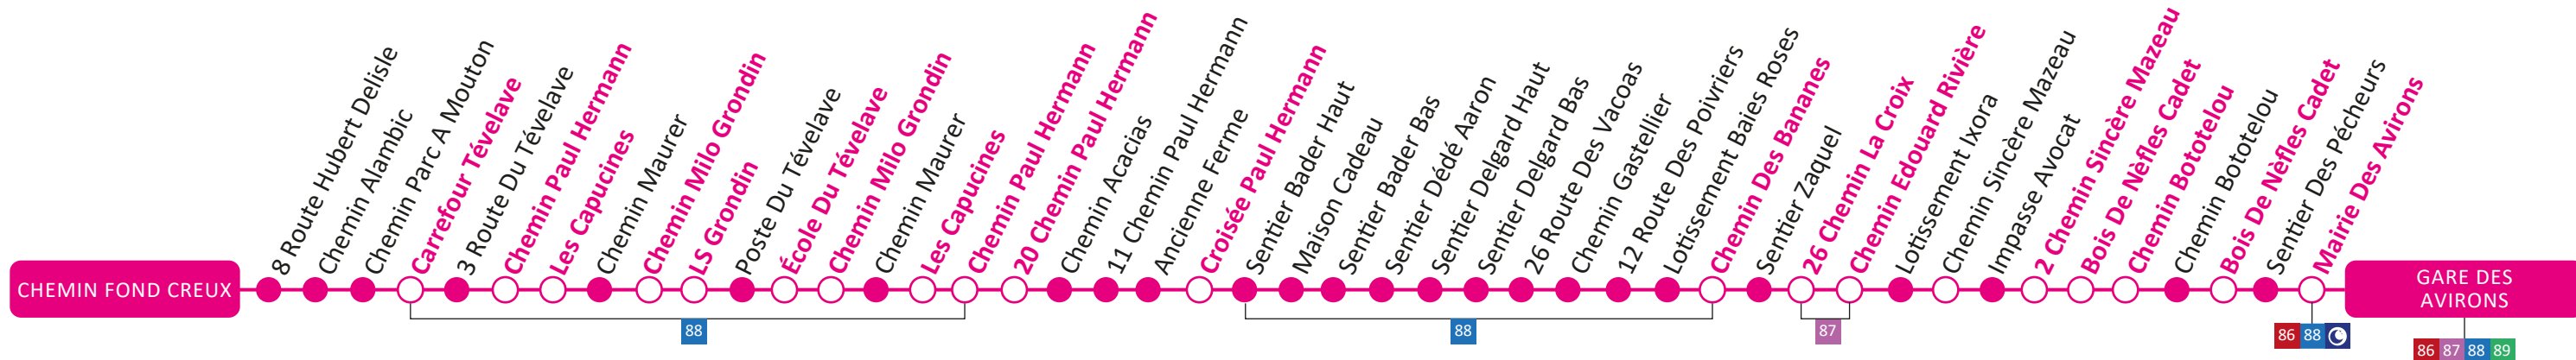 CHEMIN FOND CREUX
8 Route Hubert Delisle
Chemin Alambic
Chemin Parc A Mouton
Carrefour Tévelave
3 Route Du Tévelave
Chemin Paul Hermann
Les Capucines
Chemin Maurer
Chemin Milo Grondin
LS Grondin
Poste Du Tévelave
École Du Tévelave
Chemin Milo Grondin
Chemin Maurer
Les Capucines
Chemin Paul Hermann
20 Chemin Paul Hermann
Chemin Acacias
11 Chemin Paul Hermann
Ancienne Ferme
Croisée Paul Hermann
Sentier Bader Haut
Maison Cadeau
Sentier Bader Bas
Sentier Dédé Aaron
Sentier Delgard Haut
Sentier Delgard Bas
26 Route Des Vacoas
Chemin Gastellier
12 Route Des Poivriers
Lotissement Baies Roses
Chemin Des Bananes
Sentier Zaquel
26 Chemin La Croix
Chemin Edouard Rivière
Lotissement Ixora
Chemin Sincère Mazeau
Impasse Avocat
2 Chemin Sincère Mazeau
Bois De Nèfles Cadet
Chemin Bototelou
Chemin Bototelou
Bois De Nèfles Cadet
Sentier Des Pécheurs
Mairie Des Avirons
GARE DES
AVIRONS
88
88
87
86 88
86 87 88 89